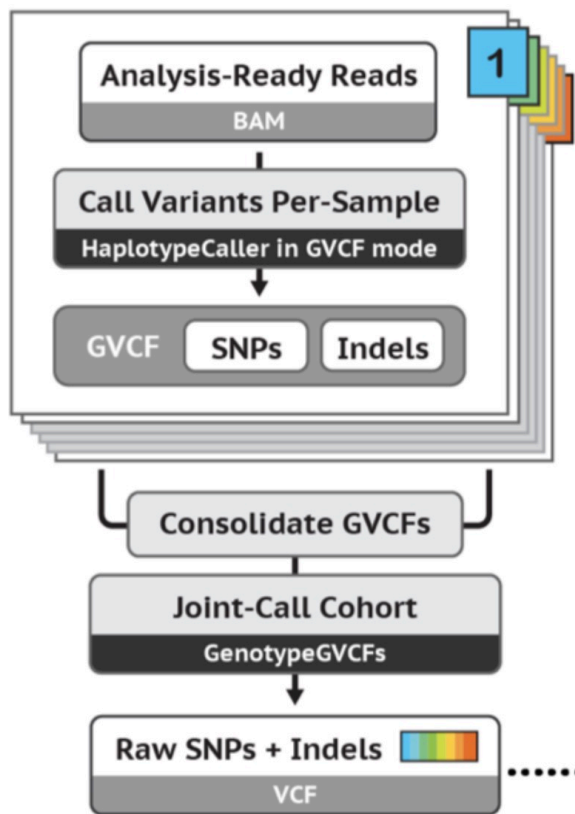 1
Analysis-Ready Reads
BAM
Call Variants Per-Sample
HaplotypeCaller in GVCF mode
GVCF SNPs Indels
Consolidate GVCFs
Joint-Call Cohort
GenotypeGVCFs
Raw SNPs + Indels
VCF